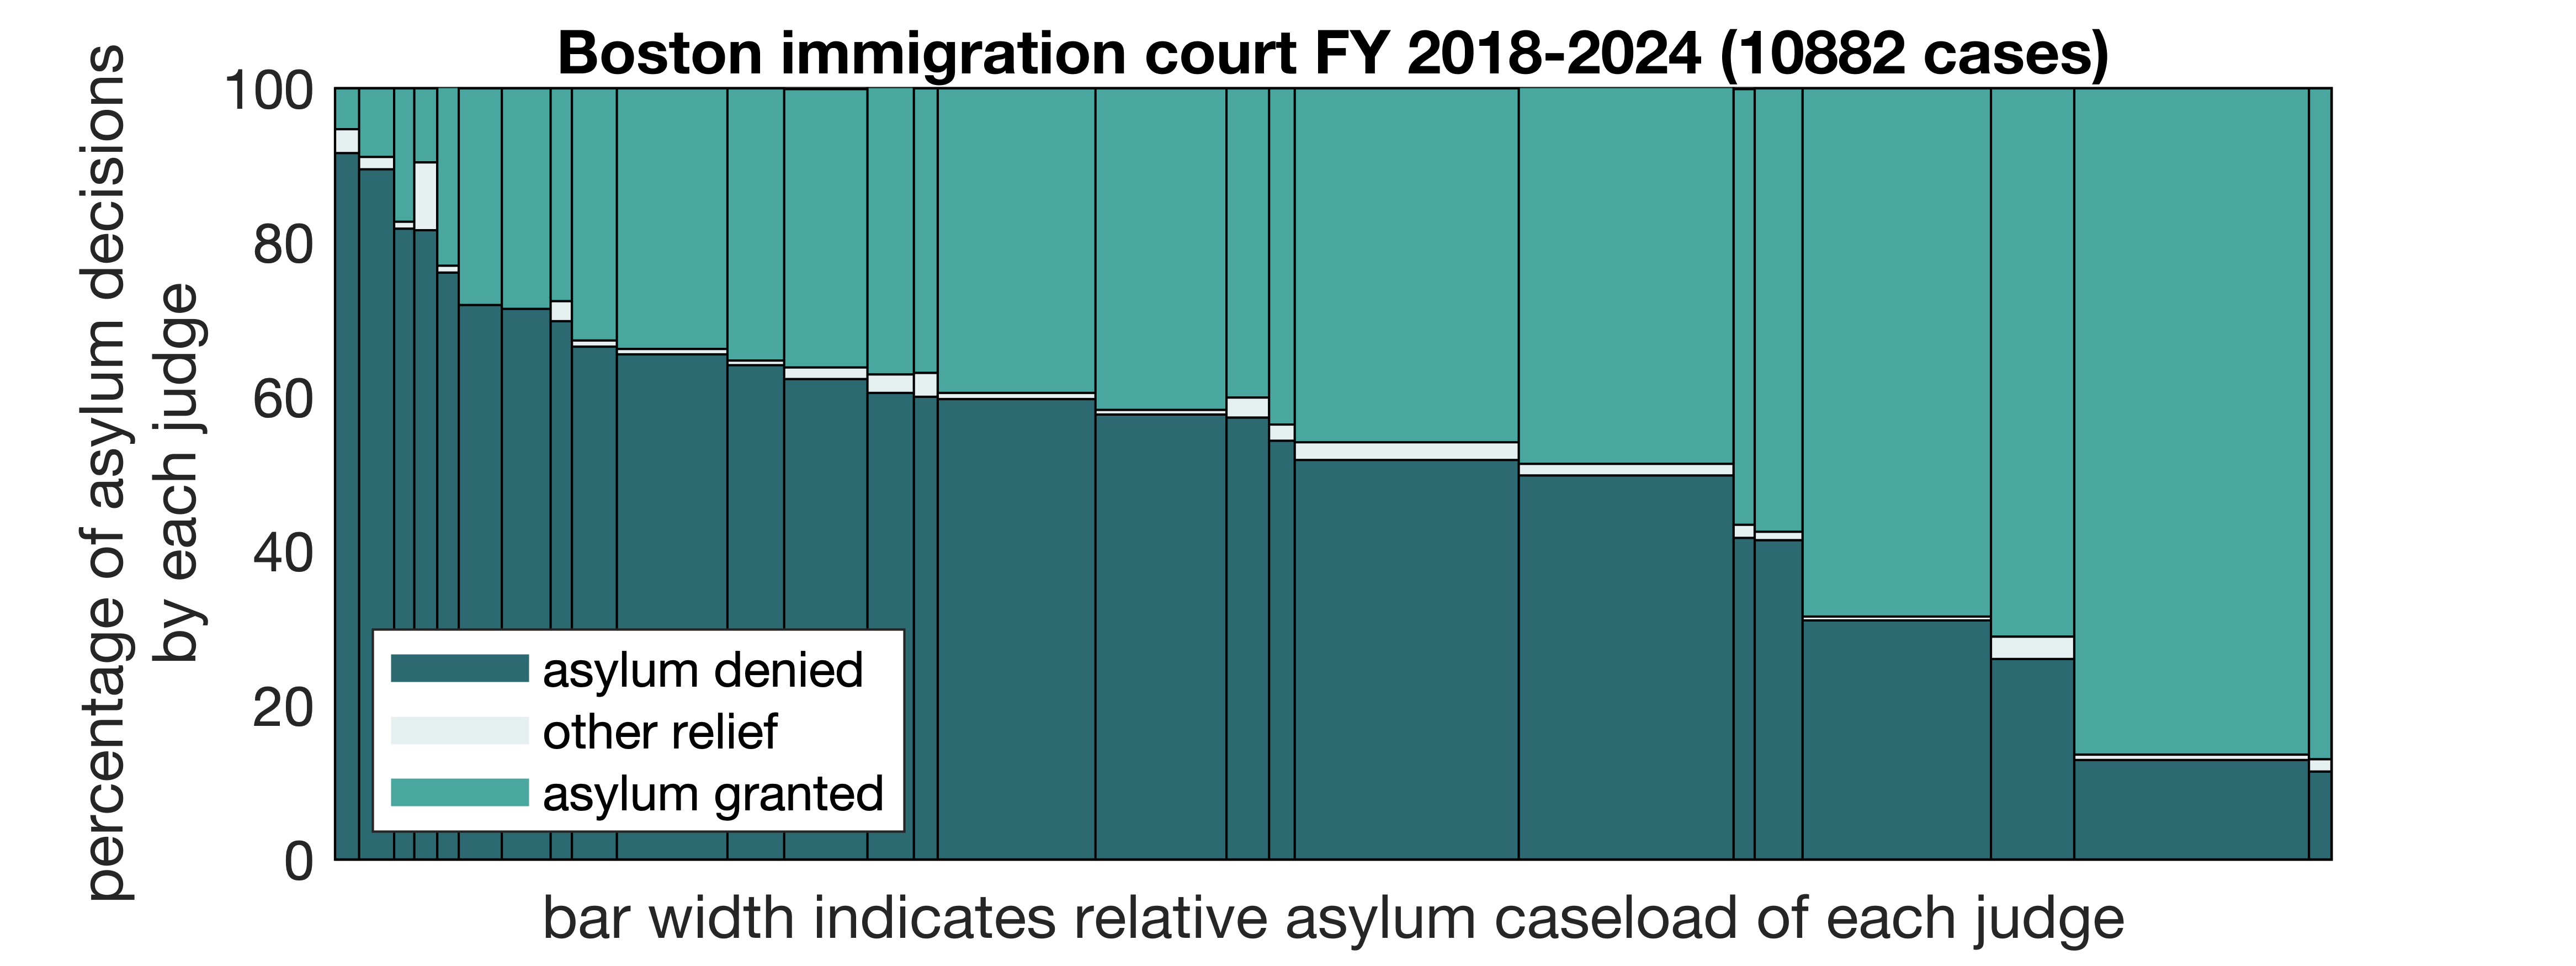 Boston immigration court FY 2018-2024 (10882 cases)
percentage of asylum decisions
by each judge
100
80
60
40
20
0
asylum denied
other relief
asylum granted
bar width indicates relative asylum caseload of each judge